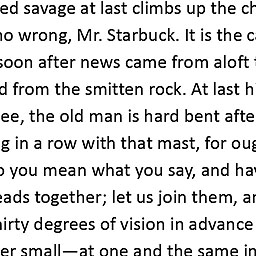 ed savage at last climbs up the ch
no wrong, Mr. Starbuck. It is the c
soon after news came from aloft
d from the smitten rock. At last h
ee, the old man is hard bent afte
g in a row with that mast, for oug
o you mean what you say, and hav
eads together; let us join them, a
hirty degrees of vision in advance
er small—at one and the same in